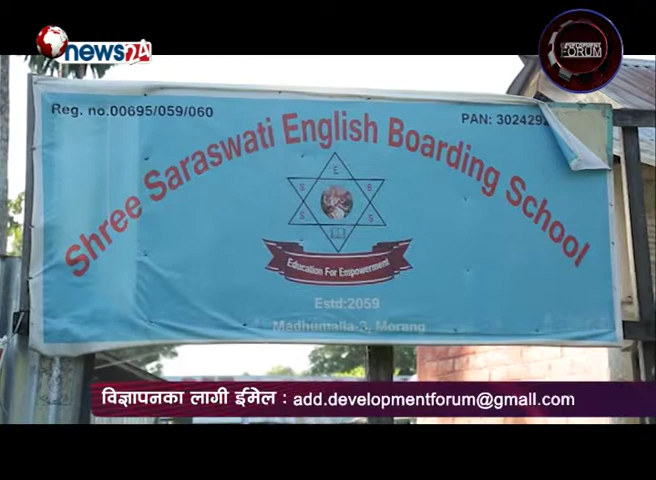 news24
DEVELOPMENT
FORUM
Reg. no.00695/059/060
PAN: 302429
Shree Saraswati English Boarding School
E
S B
S S
Education For Empowerment
Estd:2059
Madhumalla-3, Morang
विज्ञापनका लागी ईमेल : add.developmentforum@gmail.com